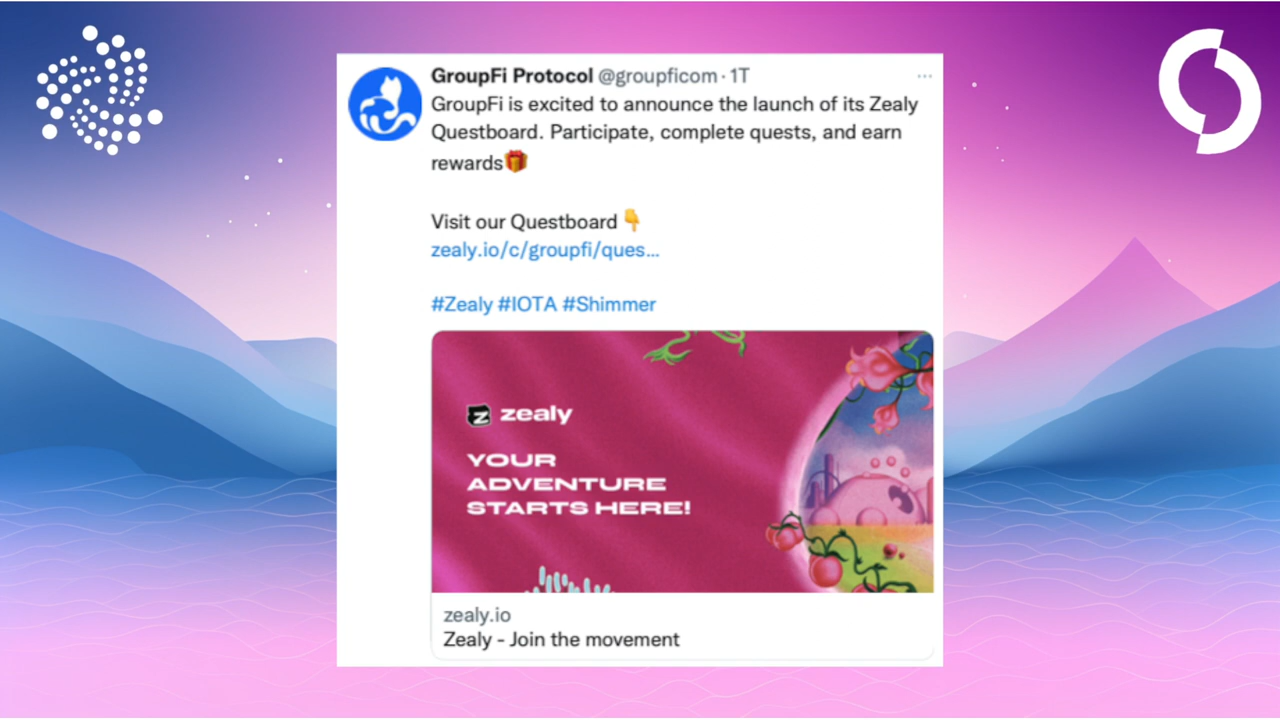 GroupFi Protocol @groupficom · 1T
GroupFi is excited to announce the launch of its Zealy
Questboard. Participate, complete quests, and earn
rewards🎁
Visit our Questboard 👇
zealy.io/c/groupfi/ques...
#Zealy #IOTA #Shimmer
zealy
YOUR
ADVENTURE
STARTS HERE!
zealy.io
Zealy - Join the movement